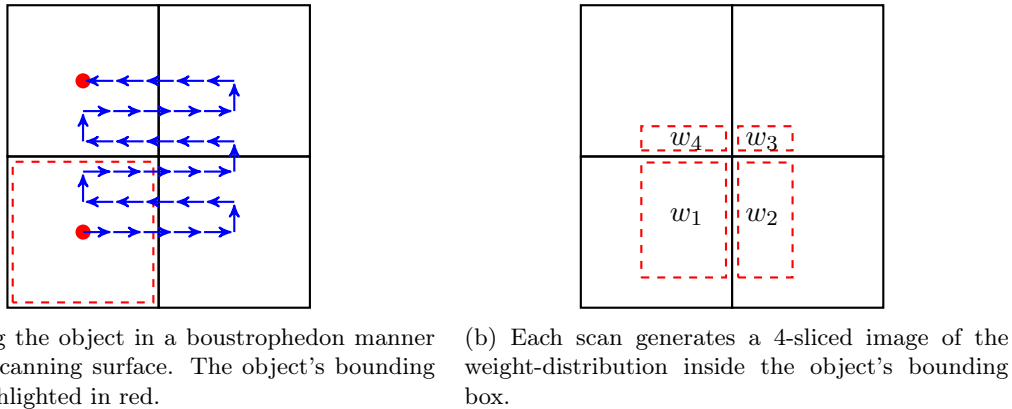 w4 w3
w1 w2
g the object in a boustrophedon manner
canning surface. The object's bounding
hlighted in red.
(b) Each scan generates a 4-sliced image of the
weight-distribution inside the object's bounding
box.